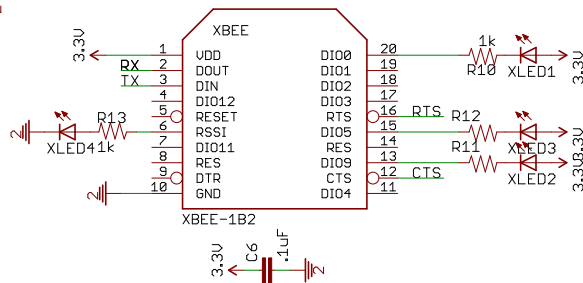 XBEE
3.3V
1 VDD DIO0 20
1k
R10
XLED1
3.3V
RX 2 DOUT DIO1 19
TX 3 DIN DIO2 18
4 DIO12 DIO3 17
5 RESET RTS 16 RTS
2
XLED4
R13
1k
6 RSSI DIO5 15
R12
XLED3
3.3V
7 DIO11 RES 14
8 RES DIO9 13
R11
XLED2
3.3V
9 DTR CTS 12 CTS
2
10 GND DIO4 11
XBEE-1B2
3.3V
C6
.1uF
2